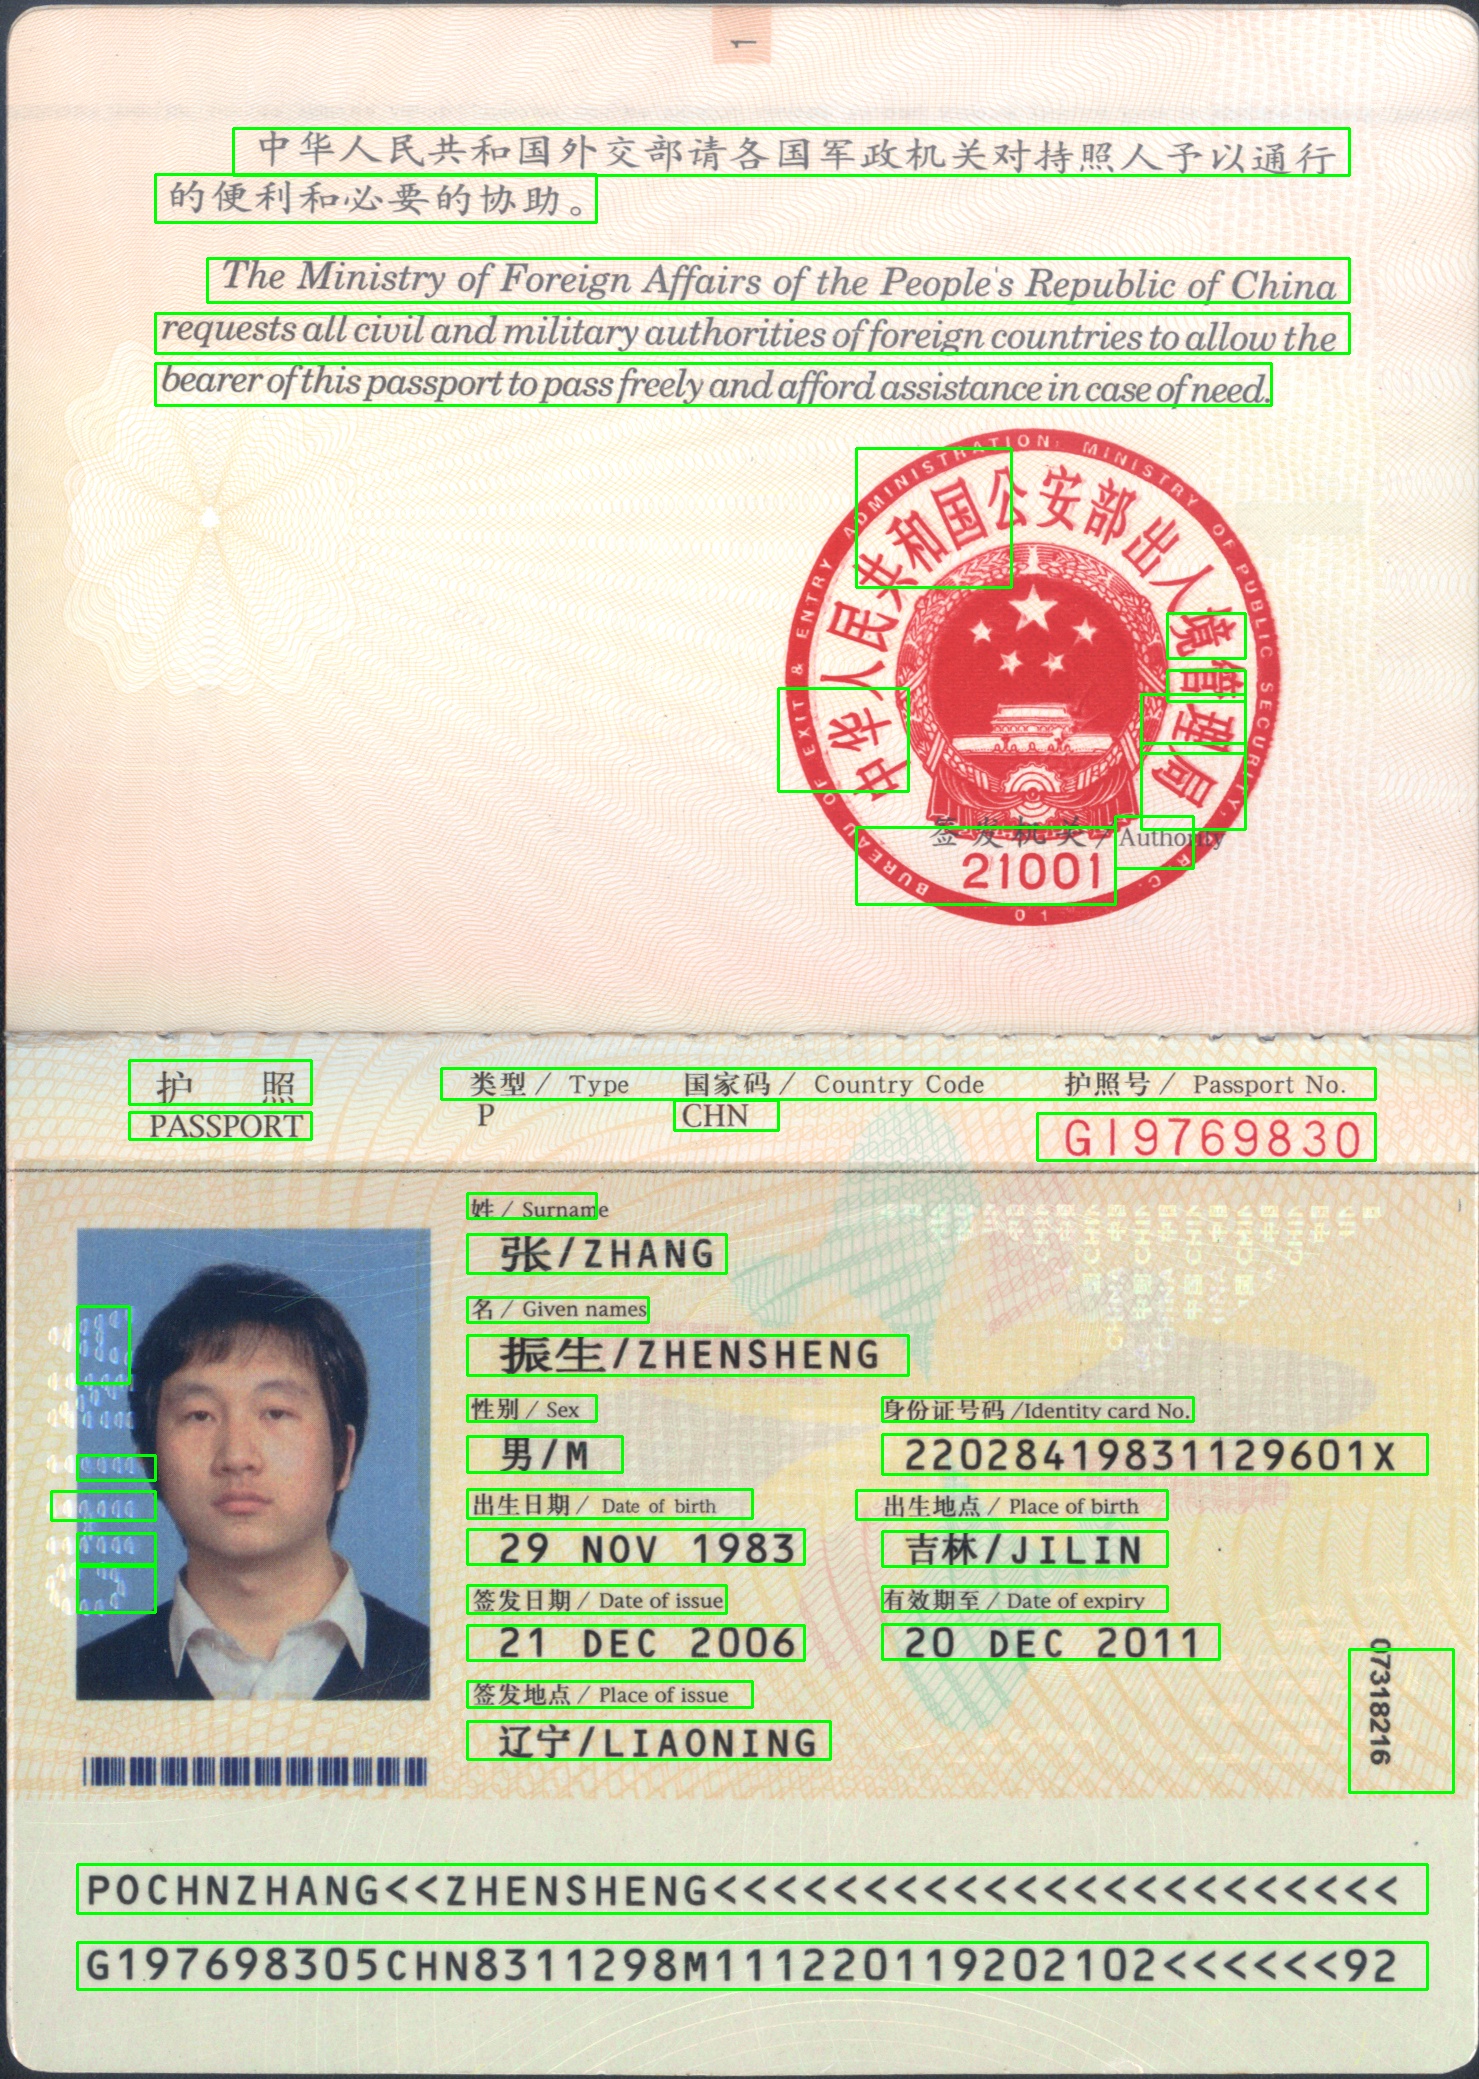 1
中华人民共和国外交部请各国军政机关对持照人予以通行
的便利和必要的协助。
The Ministry of Foreign Affairs of the People's Republic of China
requests all civil and military authorities of foreign countries to allow the
bearer of this passport to pass freely and afford assistance in case of need.
BUREAU OF EXIT & ENTRY ADMINISTRATION: MINISTRY OF PUBLIC SECURITY.
中华人民共和国公安部出入境管理局
签发机关/Authority
21001
护 照 类型/ Type 国家码/ Country Code 护照号/ Passport No.
PASSPORT P CHN G19769830
姓/ Surname
张/ZHANG
名/ Given names
振生/ZHENSHENG
性别/ Sex 身份证号码/Identity card No.
男/M 22028419831129601X
出生日期/ Date of birth 出生地点/ Place of birth
29 NOV 1983 吉林/JILIN
签发日期/ Date of issue 有效期至/ Date of expiry
21 DEC 2006 20 DEC 2011
签发地点/ Place of issue
辽宁/LIAONING
07318216
POCHNZHANG<<ZHENSHENG<<<<<<<<<<<<<<<<<<<<<<<
G197698305CHN8311298M111220119202102<<<<<<92